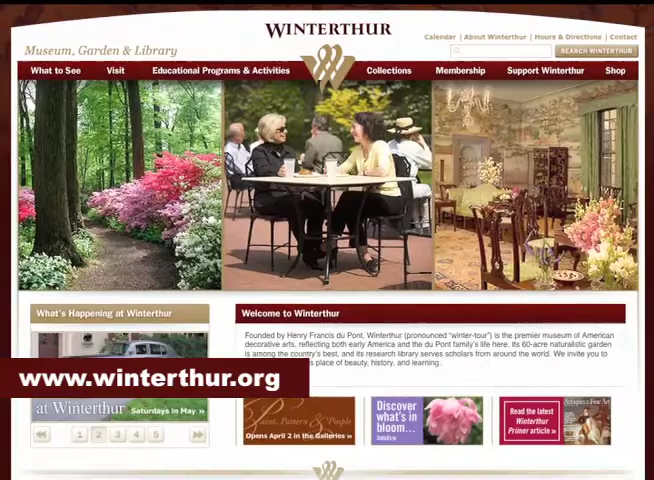 WINTERTHUR
Museum, Garden & Library
Calendar | About Winterthur | Hours & Directions | Contact
SEARCH WINTERTHUR
What to See Visit Educational Programs & Activities Collections Membership Support Winterthur Shop
What's Happening at Winterthur
Welcome to Winterthur
Founded by Henry Francis du Pont, Winterthur (pronounced "winter-tour") is the premier museum of American
decorative arts, reflecting both early America and the du Pont family's life here. Its 60-acre naturalistic garden
is among the country's best, and its research library serves scholars from around the world. We invite you to
place of beauty, history, and learning.
www.winterthur.org
at Winterthur Saturdays in May »
1 2 3 4 5
Paint, Pattern & People
Opens April 2 in the Galleries »
Discover
what's in
bloom...
Details »
Read the latest
Winterthur
Primer article »
Antiques & Fine Art